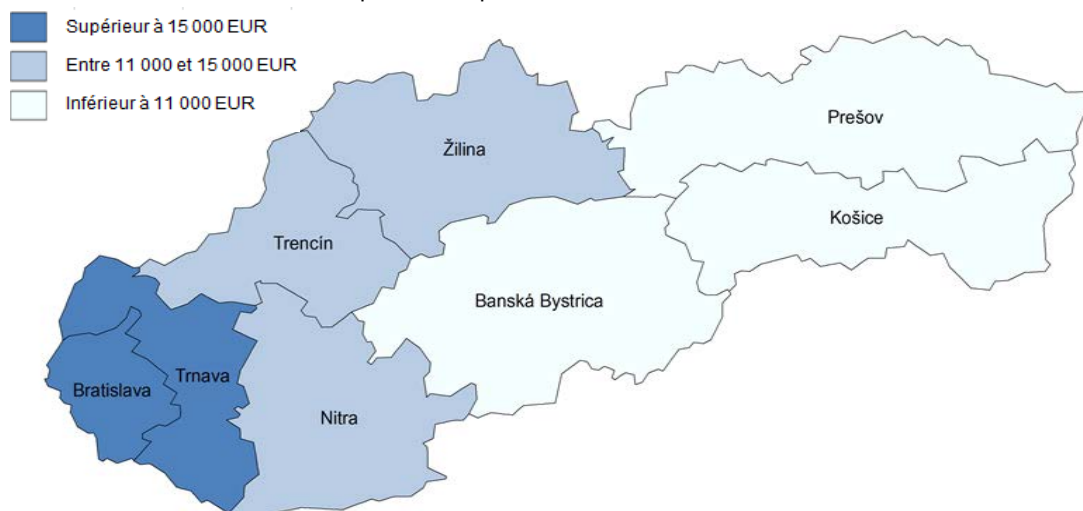 Supérieur à 15 000 EUR
Entre 11 000 et 15 000 EUR
Inférieur à 11 000 EUR
Prešov
Žilina
Košice
Trencín
Banská Bystrica
Trnava
Bratislava
Nitra